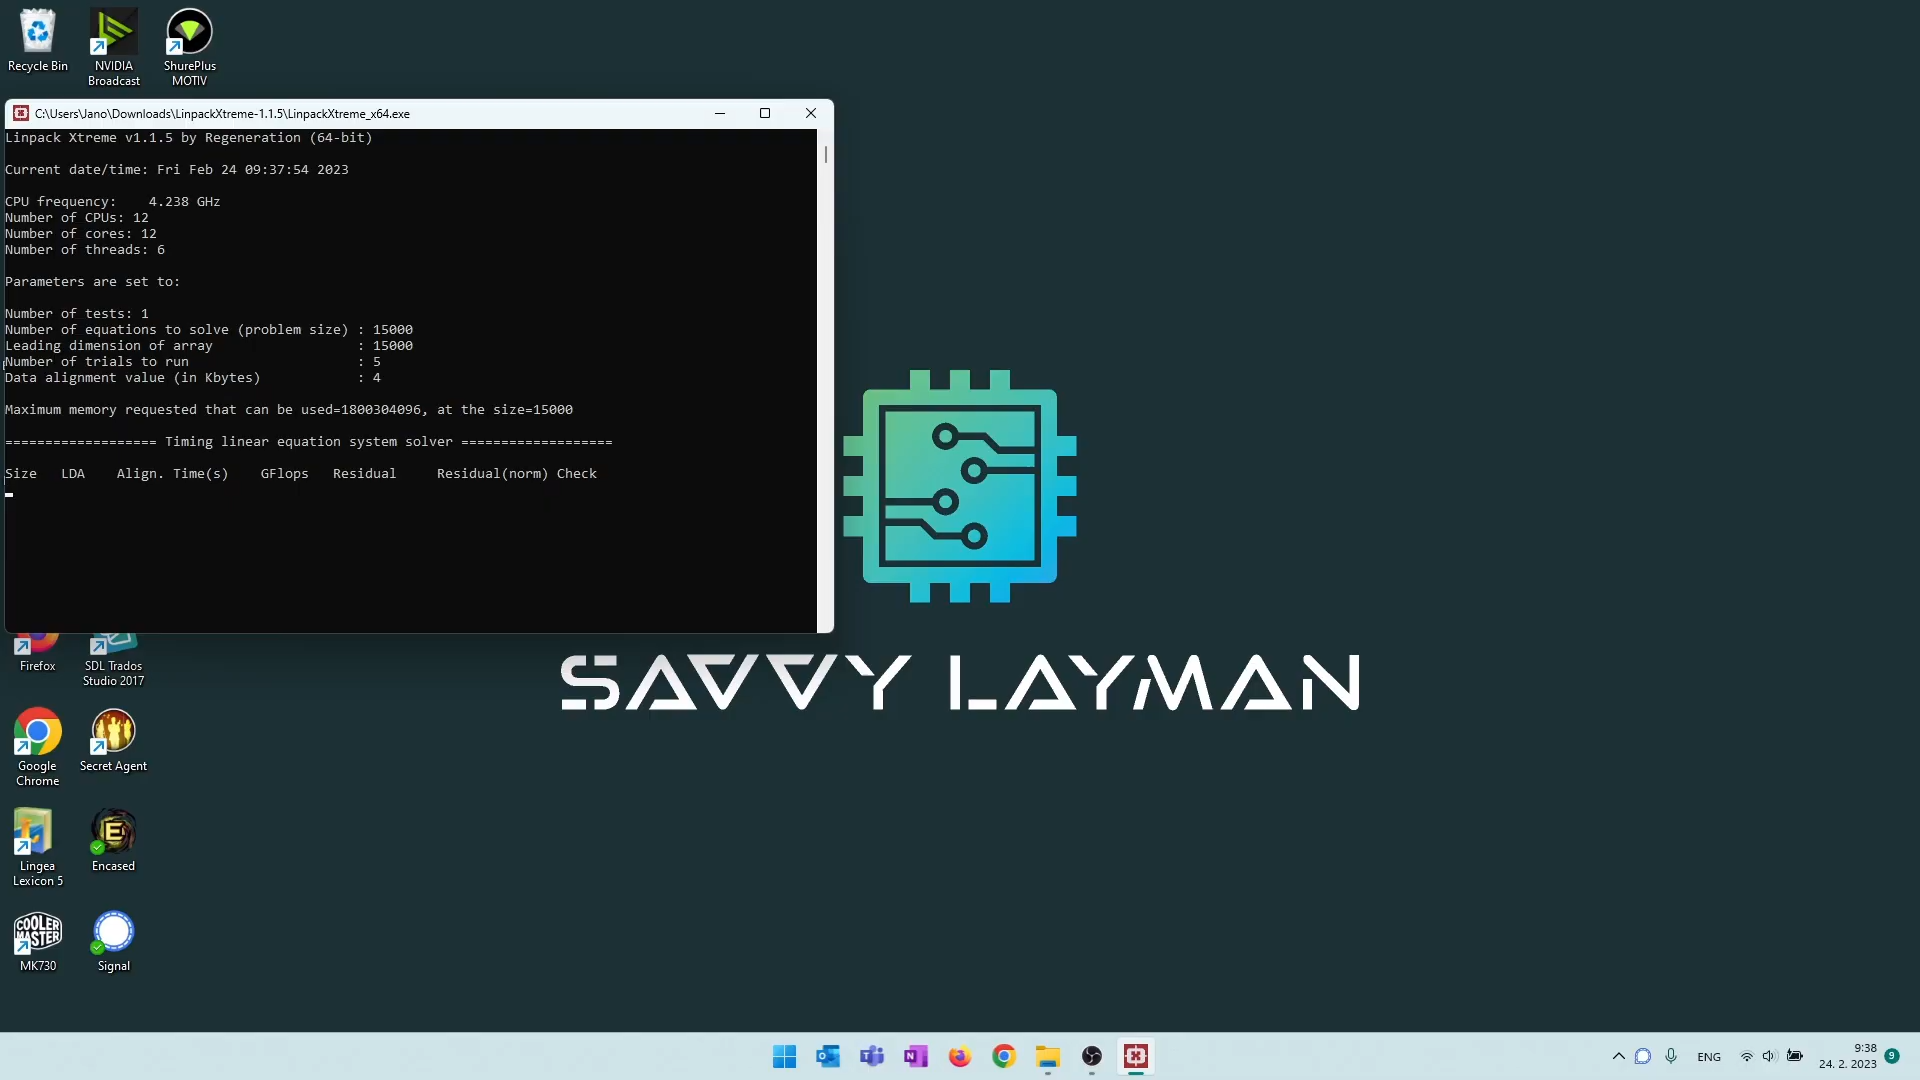 Recycle Bin
NVIDIA
Broadcast
ShurePlus
MOTIV
C:\Users\Jano\Downloads\LinpackXtreme-1.1.5\LinpackXtreme_x64.exe
Linpack Xtreme v1.1.5 by Regeneration (64-bit)
Current date/time: Fri Feb 24 09:37:54 2023
CPU frequency:    4.238 GHz
Number of CPUs: 12
Number of cores: 12
Number of threads: 6
Parameters are set to:
Number of tests: 1
Number of equations to solve (problem size) : 15000
Leading dimension of array                  : 15000
Number of trials to run                     : 5
Data alignment value (in Kbytes)            : 4
Maximum memory requested that can be used=1800304096, at the size=15000
=================== Timing linear equation system solver ===================
Size   LDA    Align. Time(s)    GFlops   Residual     Residual(norm) Check
Firefox
SDL Trados
Studio 2017
SAVVY LAYMAN
Google
Chrome
Secret Agent
Lingea
Lexicon 5
E
Encased
COOLER
MASTER
MK730
Signal
ENG
9:38
24. 2. 2023
9